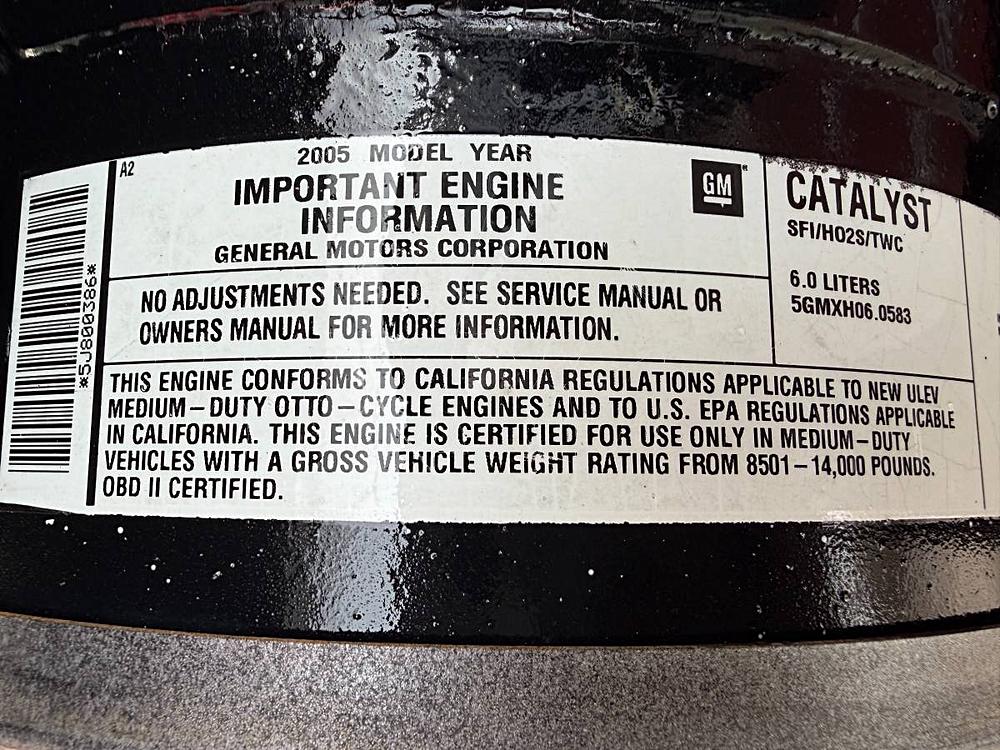 A2
2005 MODEL YEAR
IMPORTANT ENGINE
INFORMATION
GENERAL MOTORS CORPORATION
GM
CATALYST
SFI/HO2S/TWC
6.0 LITERS
5GMXH06.0583
NO ADJUSTMENTS NEEDED. SEE SERVICE MANUAL OR
OWNERS MANUAL FOR MORE INFORMATION.
THIS ENGINE CONFORMS TO CALIFORNIA REGULATIONS APPLICABLE TO NEW ULEV
MEDIUM–DUTY OTTO–CYCLE ENGINES AND TO U.S. EPA REGULATIONS APPLICABLE
IN CALIFORNIA. THIS ENGINE IS CERTIFIED FOR USE ONLY IN MEDIUM–DUTY
VEHICLES WITH A GROSS VEHICLE WEIGHT RATING FROM 8501–14,000 POUNDS.
OBD II CERTIFIED.
*5J800386*